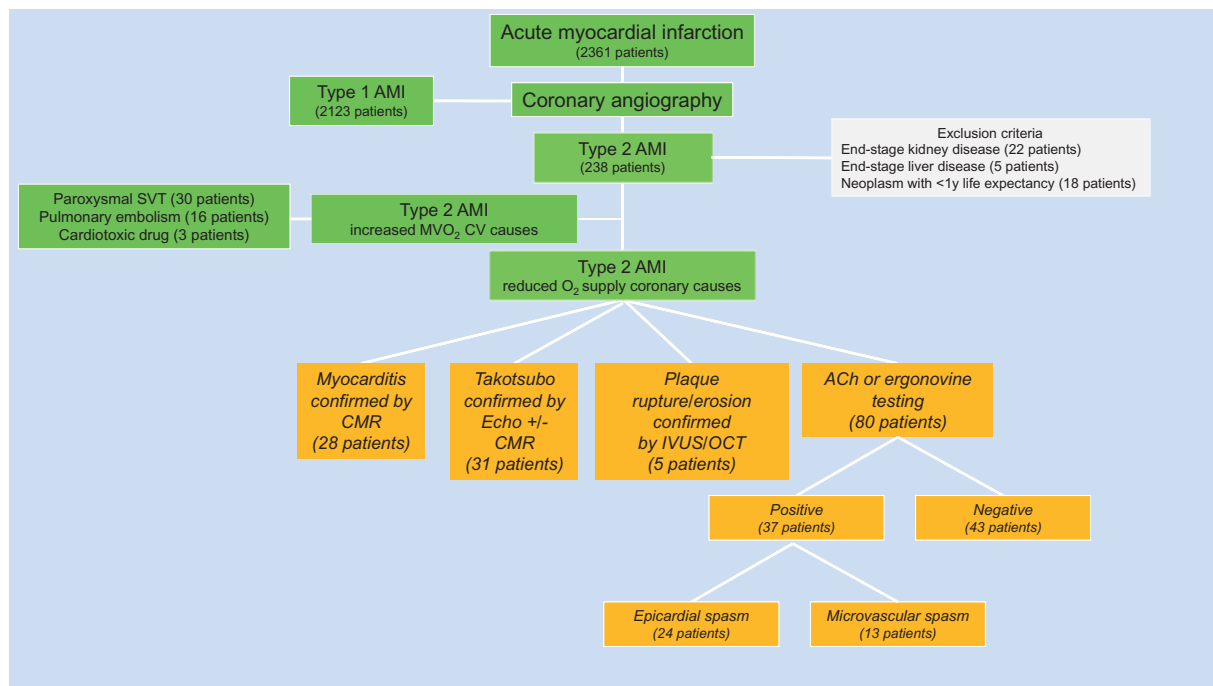 Acute myocardial infarction
(2361 patients)
Type 1 AMI
(2123 patients)
Coronary angiography
Type 2 AMI
(238 patients)
Exclusion criteria
End-stage kidney disease (22 patients)
End-stage liver disease (5 patients)
Neoplasm with <1y life expectancy (18 patients)
Paroxysmal SVT (30 patients)
Pulmonary embolism (16 patients)
Cardiotoxic drug (3 patients)
Type 2 AMI
increased MVO₂ CV causes
Type 2 AMI
reduced O₂ supply coronary causes
Myocarditis
confirmed by
CMR
(28 patients)
Takotsubo
confirmed by
Echo +/-
CMR
(31 patients)
Plaque
rupture/erosion
confirmed
by IVUS/OCT
(5 patients)
ACh or ergonovine
testing
(80 patients)
Positive
(37 patients)
Negative
(43 patients)
Epicardial spasm
(24 patients)
Microvascular spasm
(13 patients)